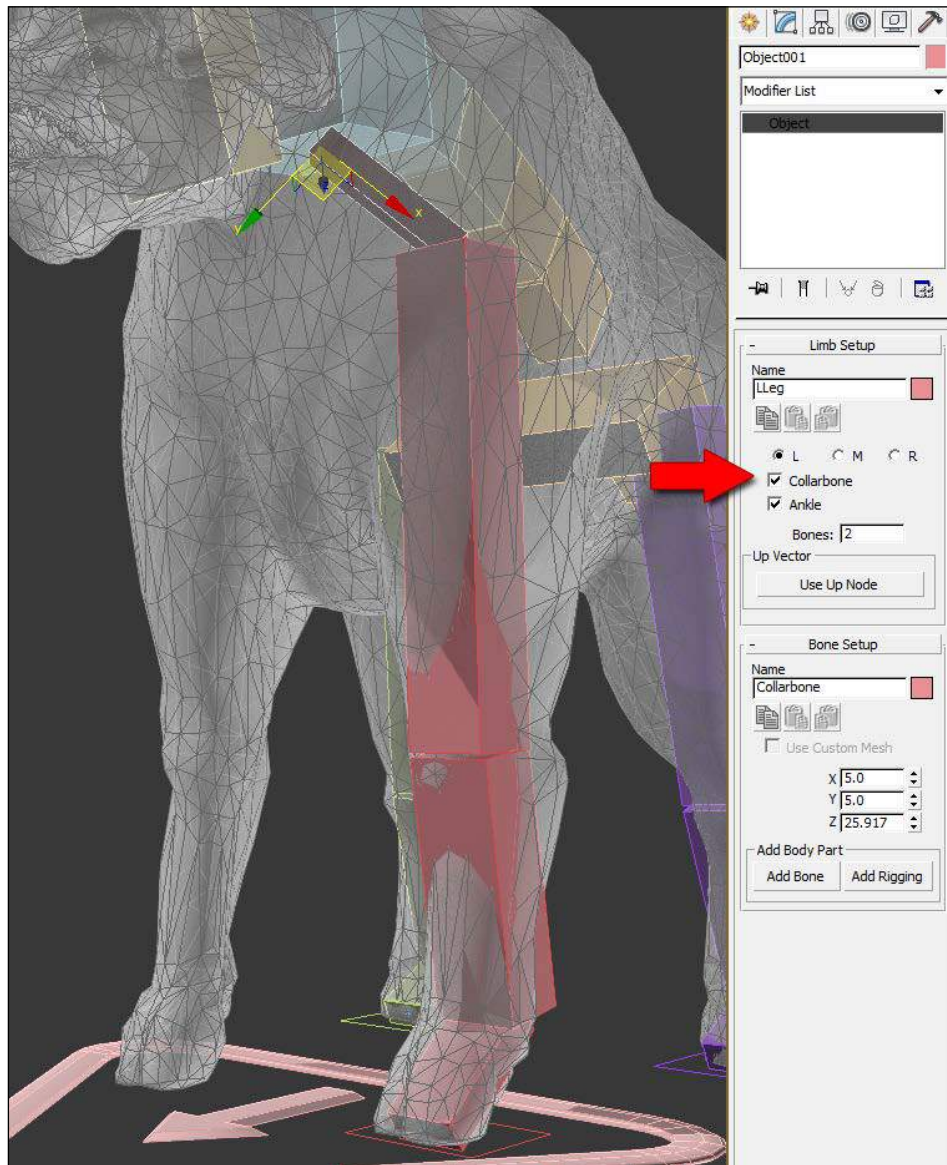 Object001
Modifier List
Object
Limb Setup
Name
LLeg
L M R
Collarbone
Ankle
Bones: 2
Up Vector
Use Up Node
Bone Setup
Name
Collarbone
Use Custom Mesh
X 5.0
Y 5.0
Z 25.917
Add Body Part
Add Bone Add Rigging
y
x